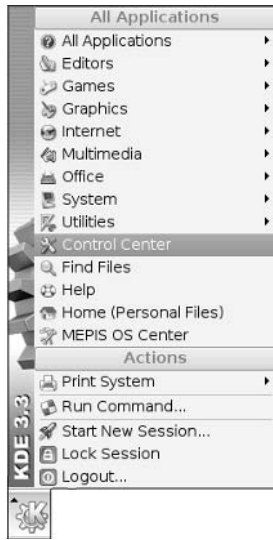 All Applications
All Applications
Editors
Games
Graphics
Internet
Multimedia
Office
System
Utilities
Control Center
Find Files
Help
Home (Personal Files)
MEPIS OS Center
Actions
Print System
Run Command...
Start New Session...
Lock Session
Logout...
KDE 3.3
K